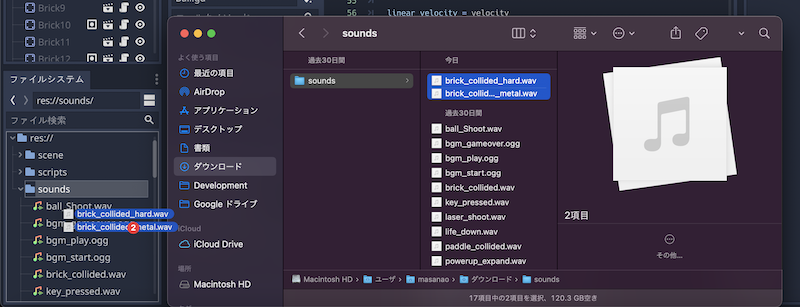 Brick9
Brick10
Brick11
Brick12
ファイルシステム
res://sounds/
ファイル検索
res://
scene
scripts
sounds
ball_Shoot.wav
brick_collided_hard.wav
2
bgm_play.ogg
bgm_start.ogg
brick_collided.wav
key_pressed.wav
55
56
linear_velocity = velocity
sounds
よく使う項目
最近の項目
AirDrop
アプリケーション
デスクトップ
書類
ダウンロード
Development
Google ドライブ
iCloud
iCloud Drive
場所
Macintosh HD
過去30日間
sounds
今日
brick_collided_hard.wav
brick_collid..._metal.wav
過去30日間
ball_Shoot.wav
bgm_gameover.ogg
bgm_play.ogg
bgm_start.ogg
brick_collided.wav
key_pressed.wav
laser_shoot.wav
life_down.wav
paddle_collided.wav
powerup_expand.wav
2項目
その他...
Macintosh HD › ユーザ › masanao › ダウンロード › sounds
17項目中の2項目を選択、120.3 GB空き